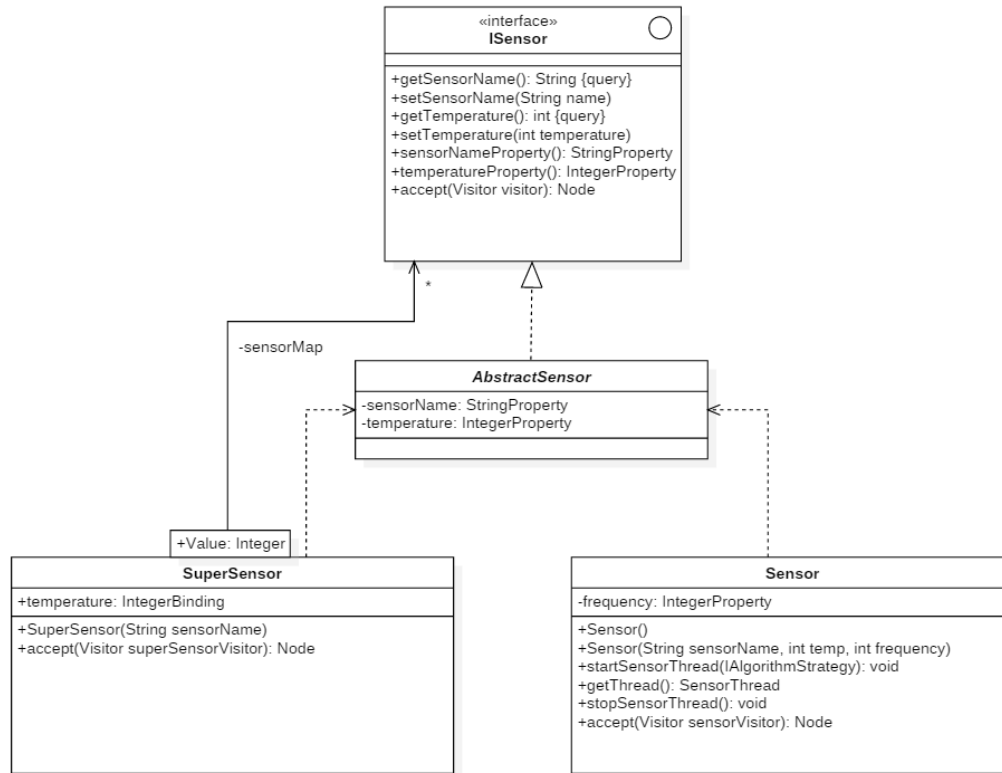 «interface»
ISensor
+getSensorName(): String {query}
+setSensorName(String name)
+getTemperature(): int {query}
+setTemperature(int temperature)
+sensorNameProperty(): StringProperty
+temperatureProperty(): IntegerProperty
+accept(Visitor visitor): Node
*
-sensorMap
AbstractSensor
-sensorName: StringProperty
-temperature: IntegerProperty
+Value: Integer
SuperSensor
+temperature: IntegerBinding
+SuperSensor(String sensorName)
+accept(Visitor superSensorVisitor): Node
Sensor
-frequency: IntegerProperty
+Sensor()
+Sensor(String sensorName, int temp, int frequency)
+startSensorThread(IAlgorithmStrategy): void
+getThread(): SensorThread
+stopSensorThread(): void
+accept(Visitor sensorVisitor): Node